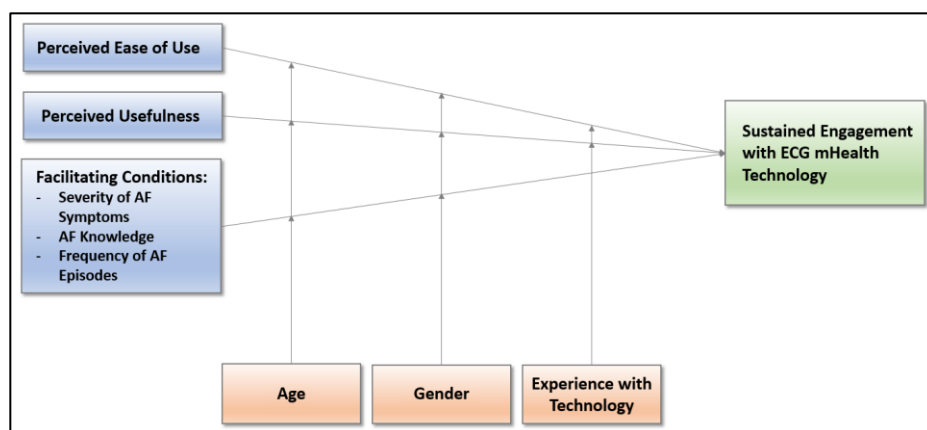 Perceived Ease of Use
Perceived Usefulness
Facilitating Conditions:
- Severity of AF
Symptoms
- AF Knowledge
- Frequency of AF
Episodes
Sustained Engagement
with ECG mHealth
Technology
Age
Gender
Experience with
Technology